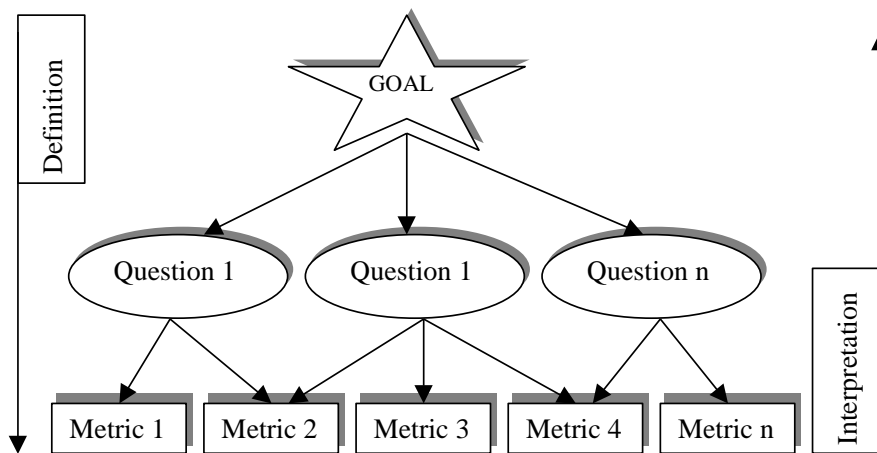 GOAL
Definition
Question 1
Question 1
Question n
Interpretation
Metric 1
Metric 2
Metric 3
Metric 4
Metric n